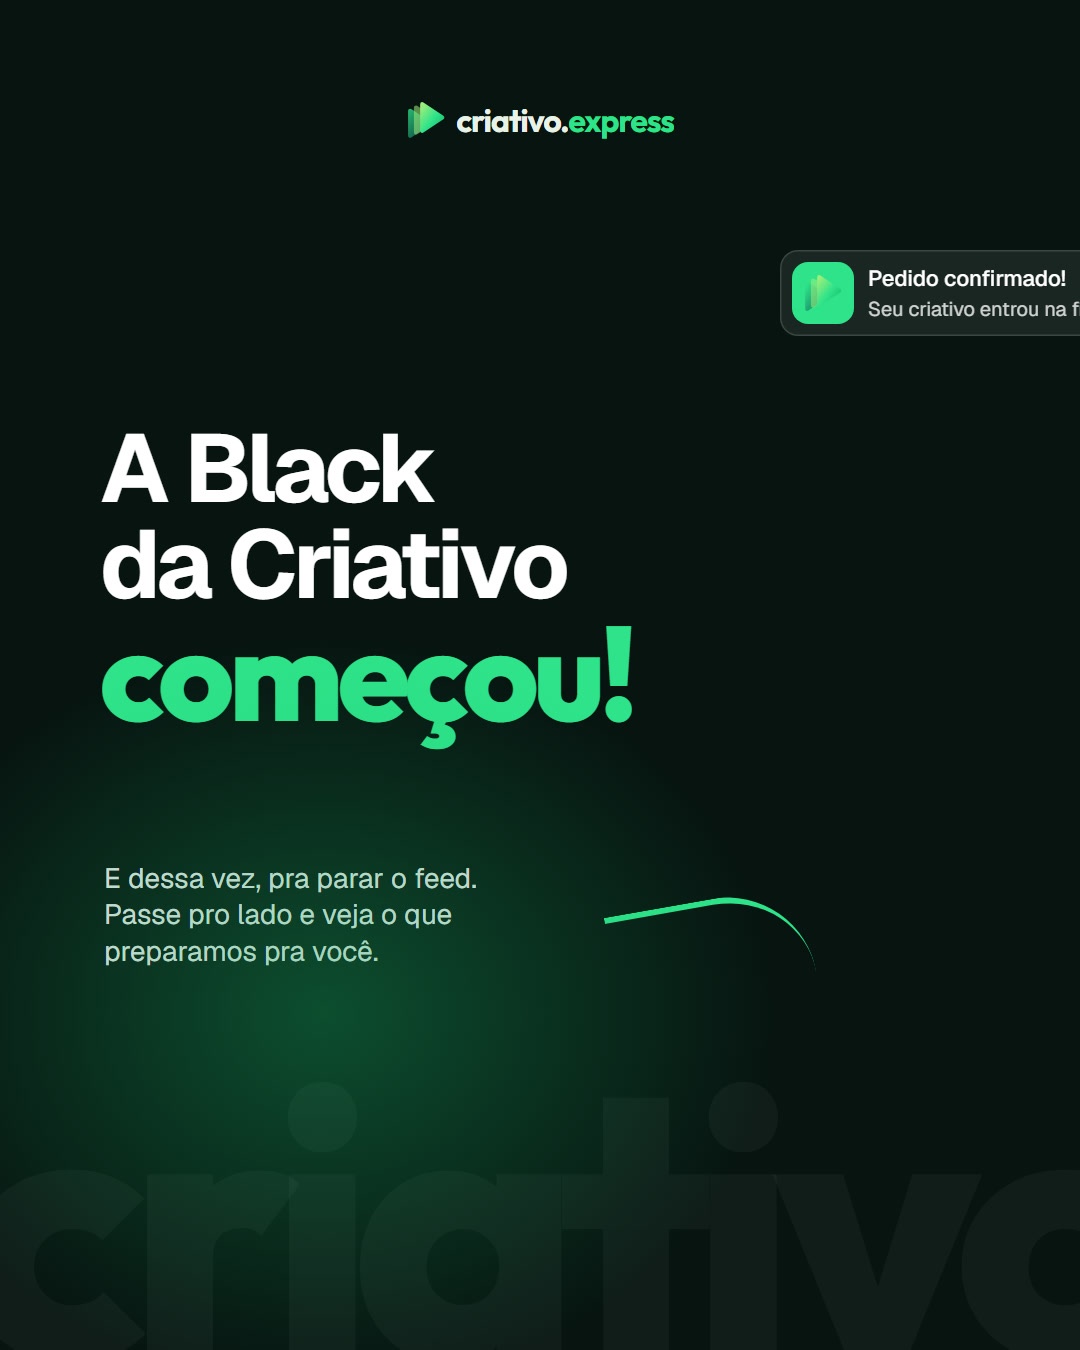 criativo.express
Pedido confirmado!
Seu criativo entrou na
A Black
da Criativo
começou!
E dessa vez, pra parar o feed.
Passe pro lado e veja o que
preparamos pra você.
criativo